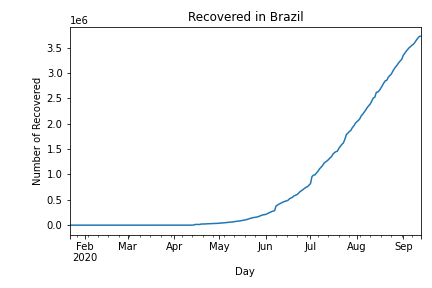 Recovered in Brazil
1e6
3.5
3.0
2.5
2.0
1.5
1.0
0.5
0.0
Number of Recovered
Feb Mar Apr May Jun Jul Aug Sep
2020
Day